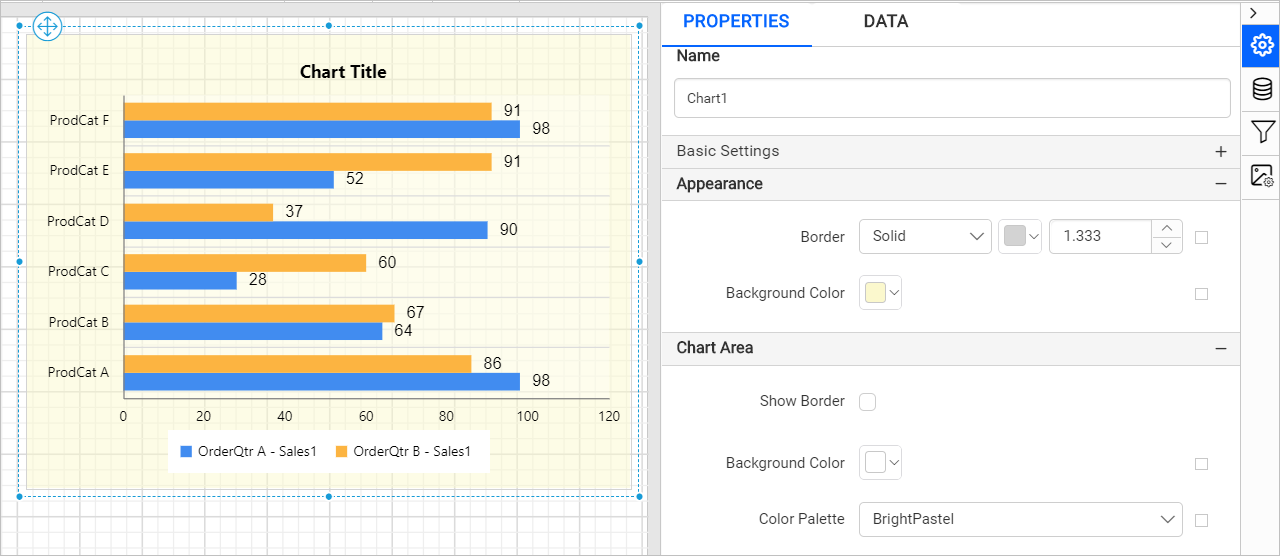 Chart Title
ProdCat F
91
98
ProdCat E
91
52
ProdCat D
37
90
ProdCat C
60
28
ProdCat B
67
64
ProdCat A
86
98
0 20 40 60 80 100 120
OrderQtr A - Sales1 OrderQtr B - Sales1
PROPERTIES DATA
Name
Chart1
Basic Settings
Appearance
Border Solid 1.333
Background Color
Chart Area
Show Border
Background Color
Color Palette BrightPastel